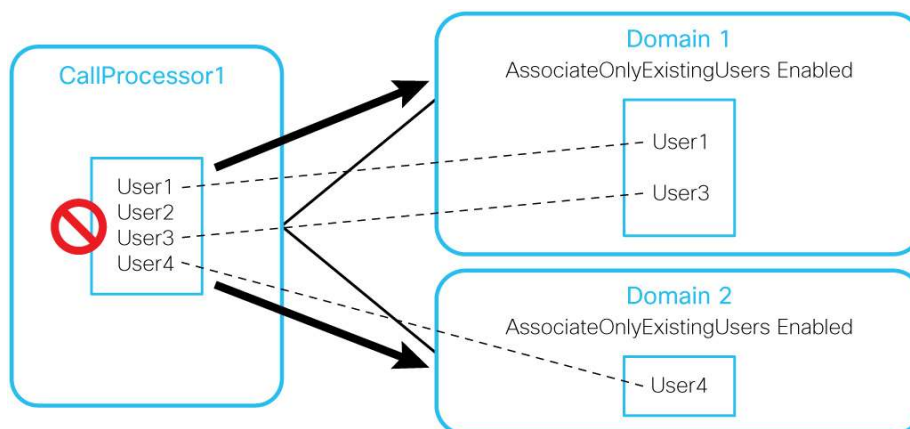 CallProcessor1
User1
User2
User3
User4
Domain 1
AssociateOnlyExistingUsers Enabled
User1
User3
Domain 2
AssociateOnlyExistingUsers Enabled
User4